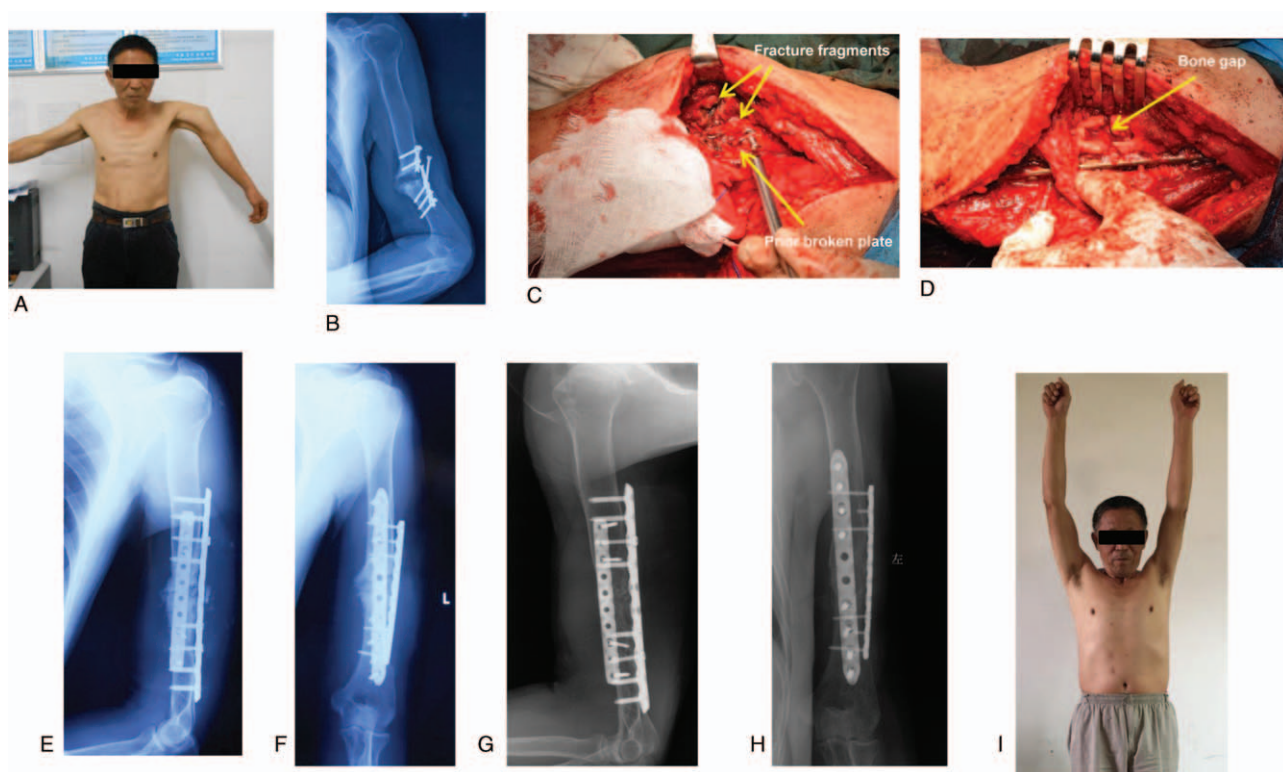 Fracture fragments
Prior broken plate
Bone gap
A
B
C
D
L
左
E
F
G
H
I